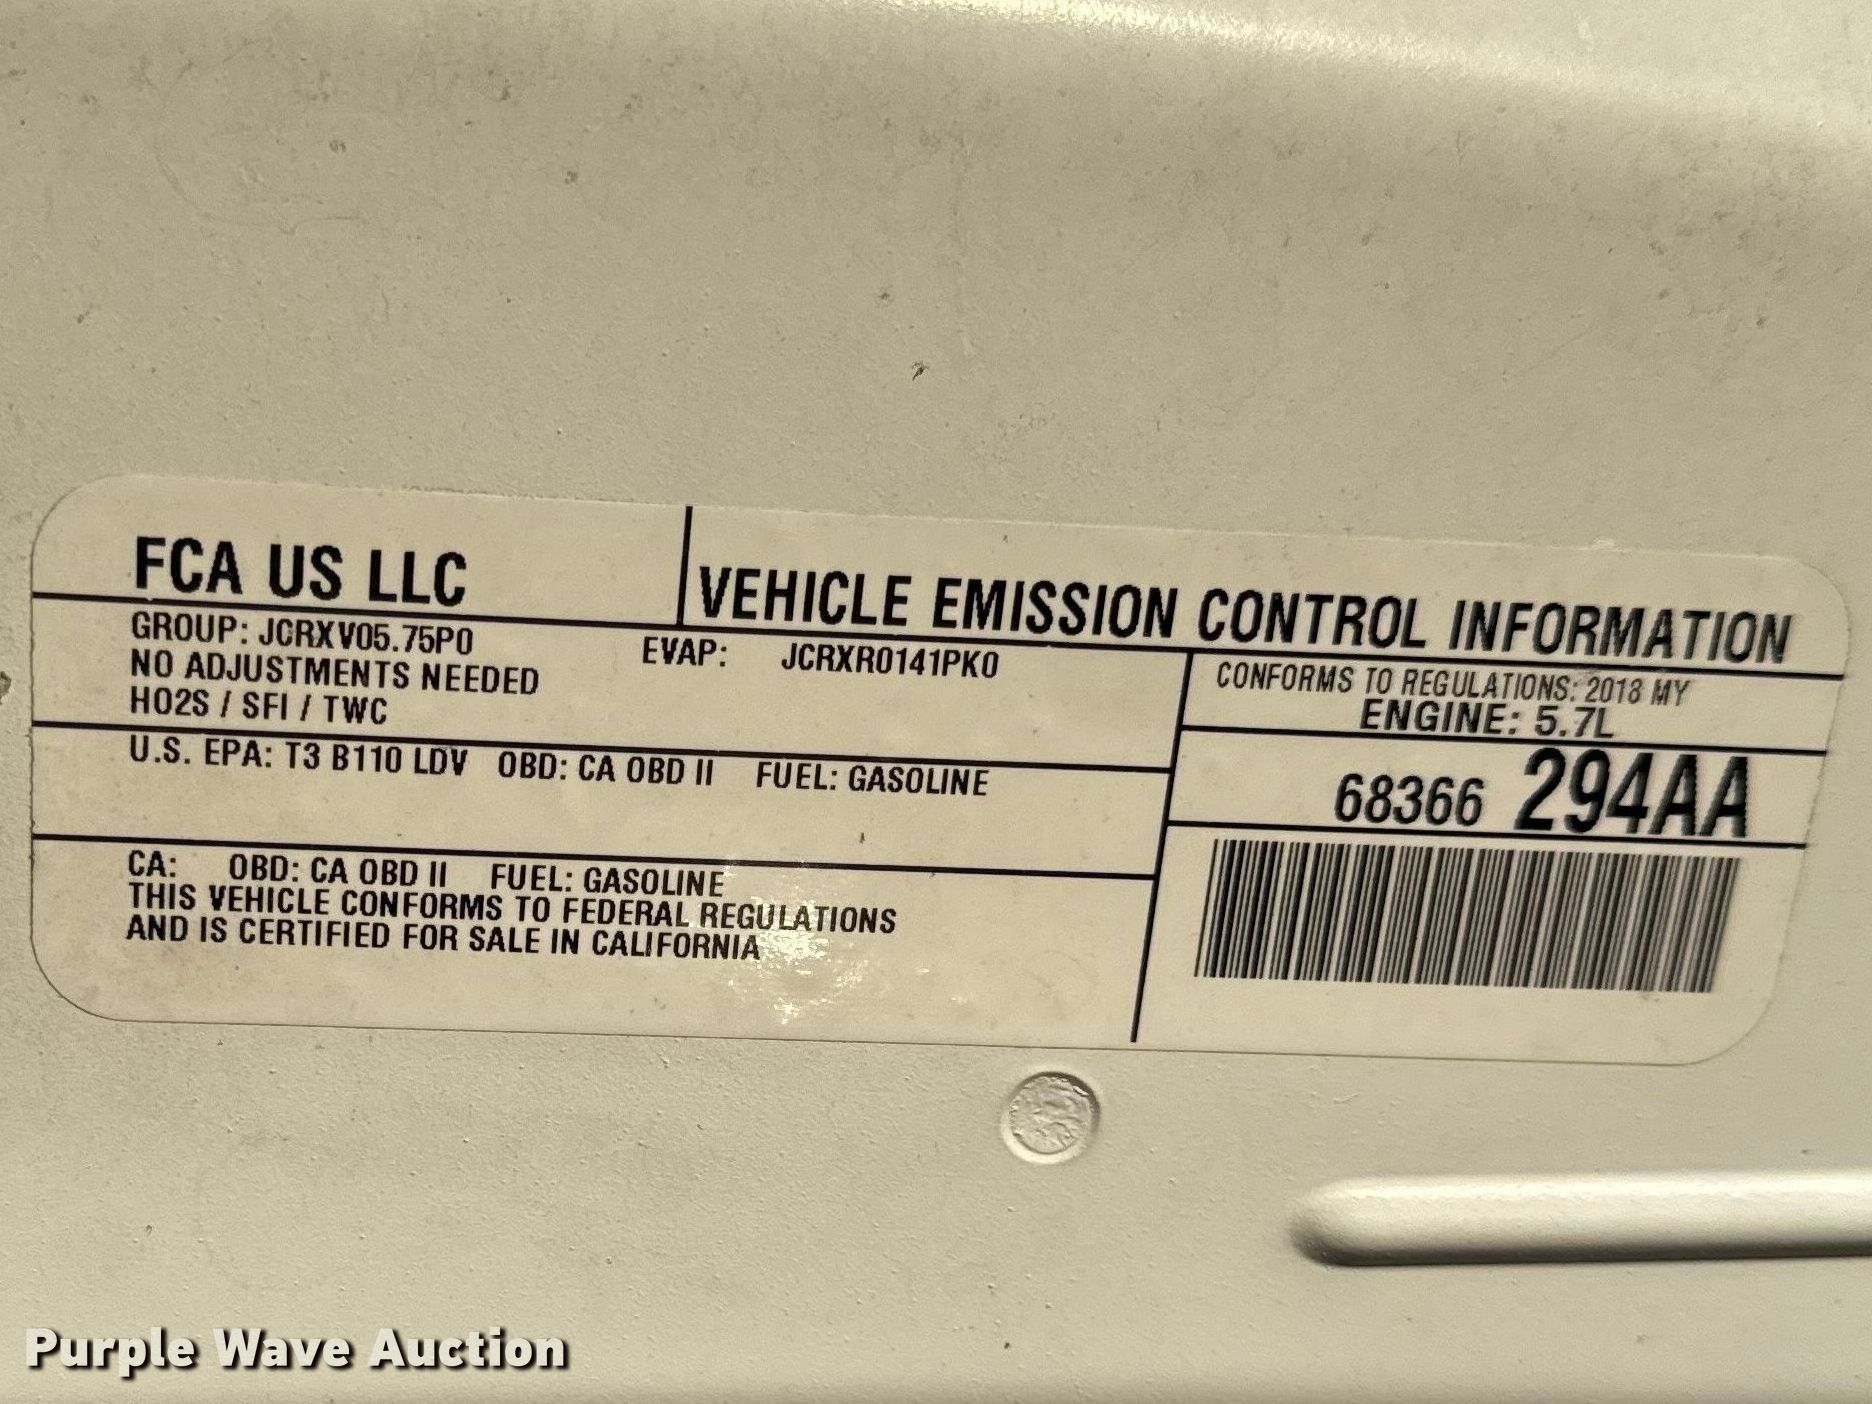 FCA US LLC
VEHICLE EMISSION CONTROL INFORMATION
GROUP: JCRXV05.75P0 EVAP: JCRXR0141PK0
NO ADJUSTMENTS NEEDED
HO2S / SFI / TWC
CONFORMS TO REGULATIONS: 2018 MY
ENGINE: 5.7L
U.S. EPA: T3 B110 LDV OBD: CA OBD II FUEL: GASOLINE
68366 294AA
CA: OBD: CA OBD II FUEL: GASOLINE
THIS VEHICLE CONFORMS TO FEDERAL REGULATIONS
AND IS CERTIFIED FOR SALE IN CALIFORNIA
Purple Wave Auction